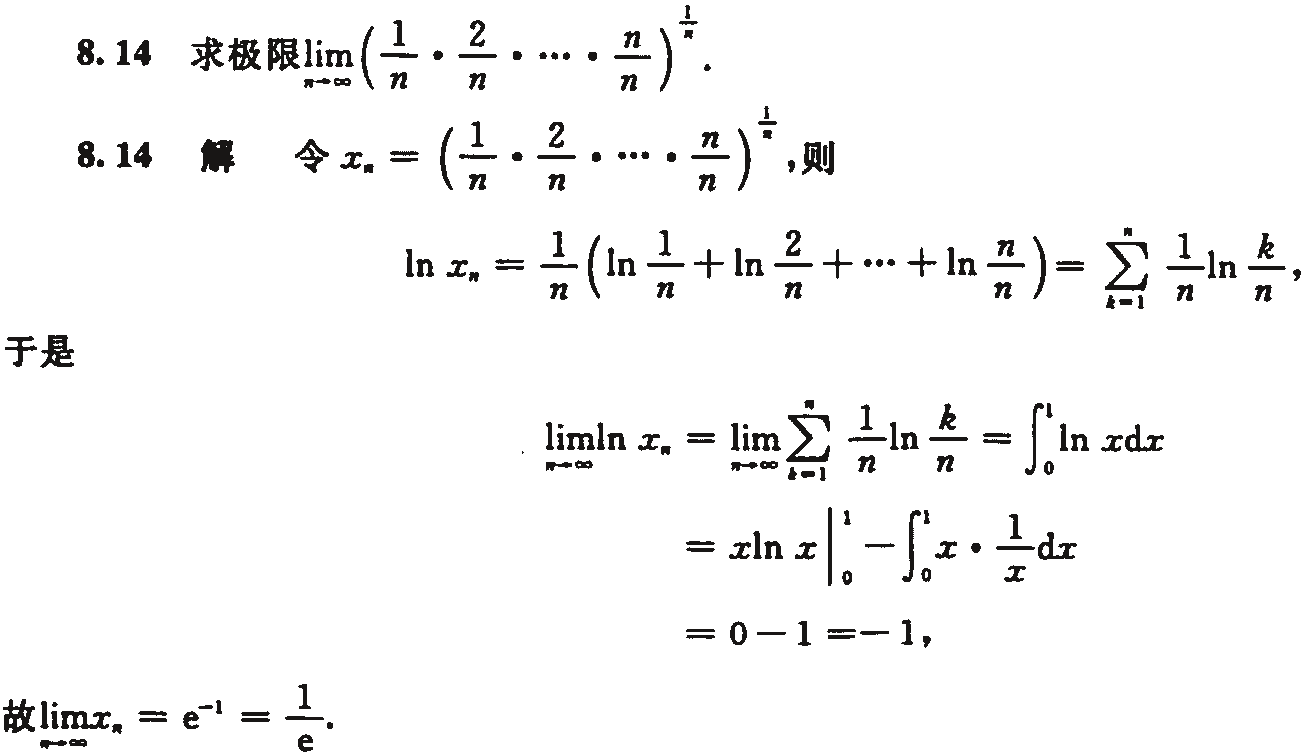 8.14 求极限$\lim_{n\to\infty}\left(\frac{1}{n}\cdot\frac{2}{n}\cdot\cdots\cdot\frac{n}{n}\right)^{\frac{1}{n}}$.
8.14 解 令 $x_n=\left(\frac{1}{n}\cdot\frac{2}{n}\cdot\cdots\cdot\frac{n}{n}\right)^{\frac{1}{n}}$,则
$\ln x_n=\frac{1}{n}\left(\ln\frac{1}{n}+\ln\frac{2}{n}+\cdots+\ln\frac{n}{n}\right)=\sum_{k=1}^{n}\frac{1}{n}\ln\frac{k}{n}$,
于是
$\lim_{n\to\infty}\ln x_n=\lim_{n\to\infty}\sum_{k=1}^{n}\frac{1}{n}\ln\frac{k}{n}=\int_0^1\ln x\mathrm{d}x$
$=x\ln x\Big|_0^1-\int_0^1 x\cdot\frac{1}{x}\mathrm{d}x$
$=0-1=-1$,
故$\lim_{n\to\infty}x_n=\mathrm{e}^{-1}=\frac{1}{\mathrm{e}}$.